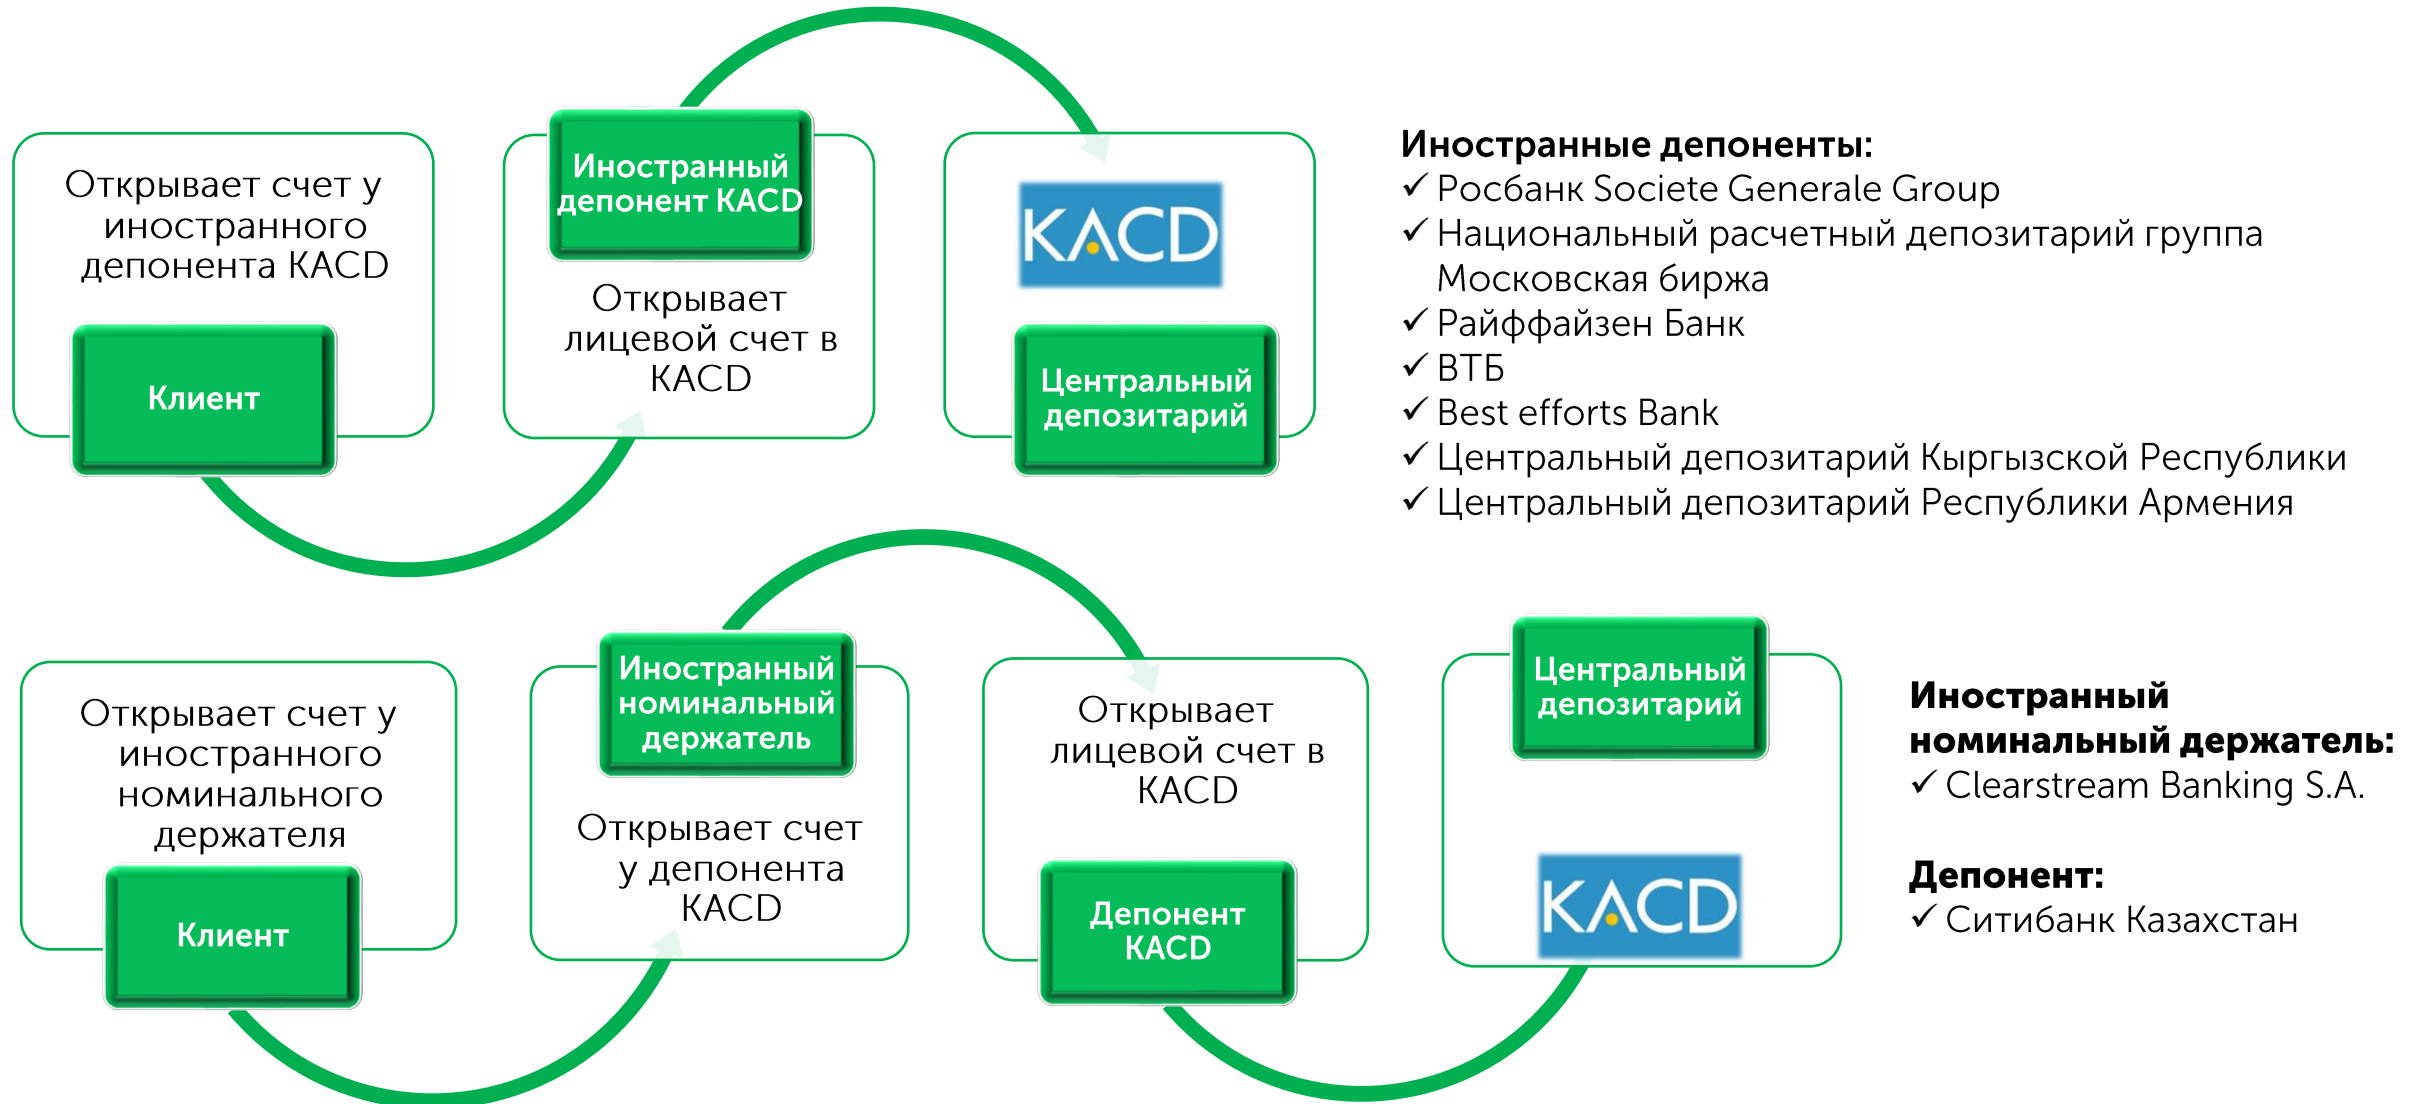 Открывает счет у
иностранного
депонента KACD
Клиент
Иностранный
депонент KACD
Открывает
лицевой счет в
KACD
KACD
Центральный
депозитарий
Иностранные депоненты:
✓ Росбанк Societe Generale Group
✓ Национальный расчетный депозитарий группа
Московская биржа
✓ Райффайзен Банк
✓ ВТБ
✓ Best efforts Bank
✓ Центральный депозитарий Кыргызской Республики
✓ Центральный депозитарий Республики Армения
Открывает счет у
иностранного
номинального
держателя
Клиент
Иностранный
номинальный
держатель
Открывает счет
у депонента
KACD
Открывает
лицевой счет в
KACD
Депонент
KACD
Центральный
депозитарий
KACD
Иностранный
номинальный держатель:
✓ Clearstream Banking S.A.
Депонент:
✓ Ситибанк Казахстан